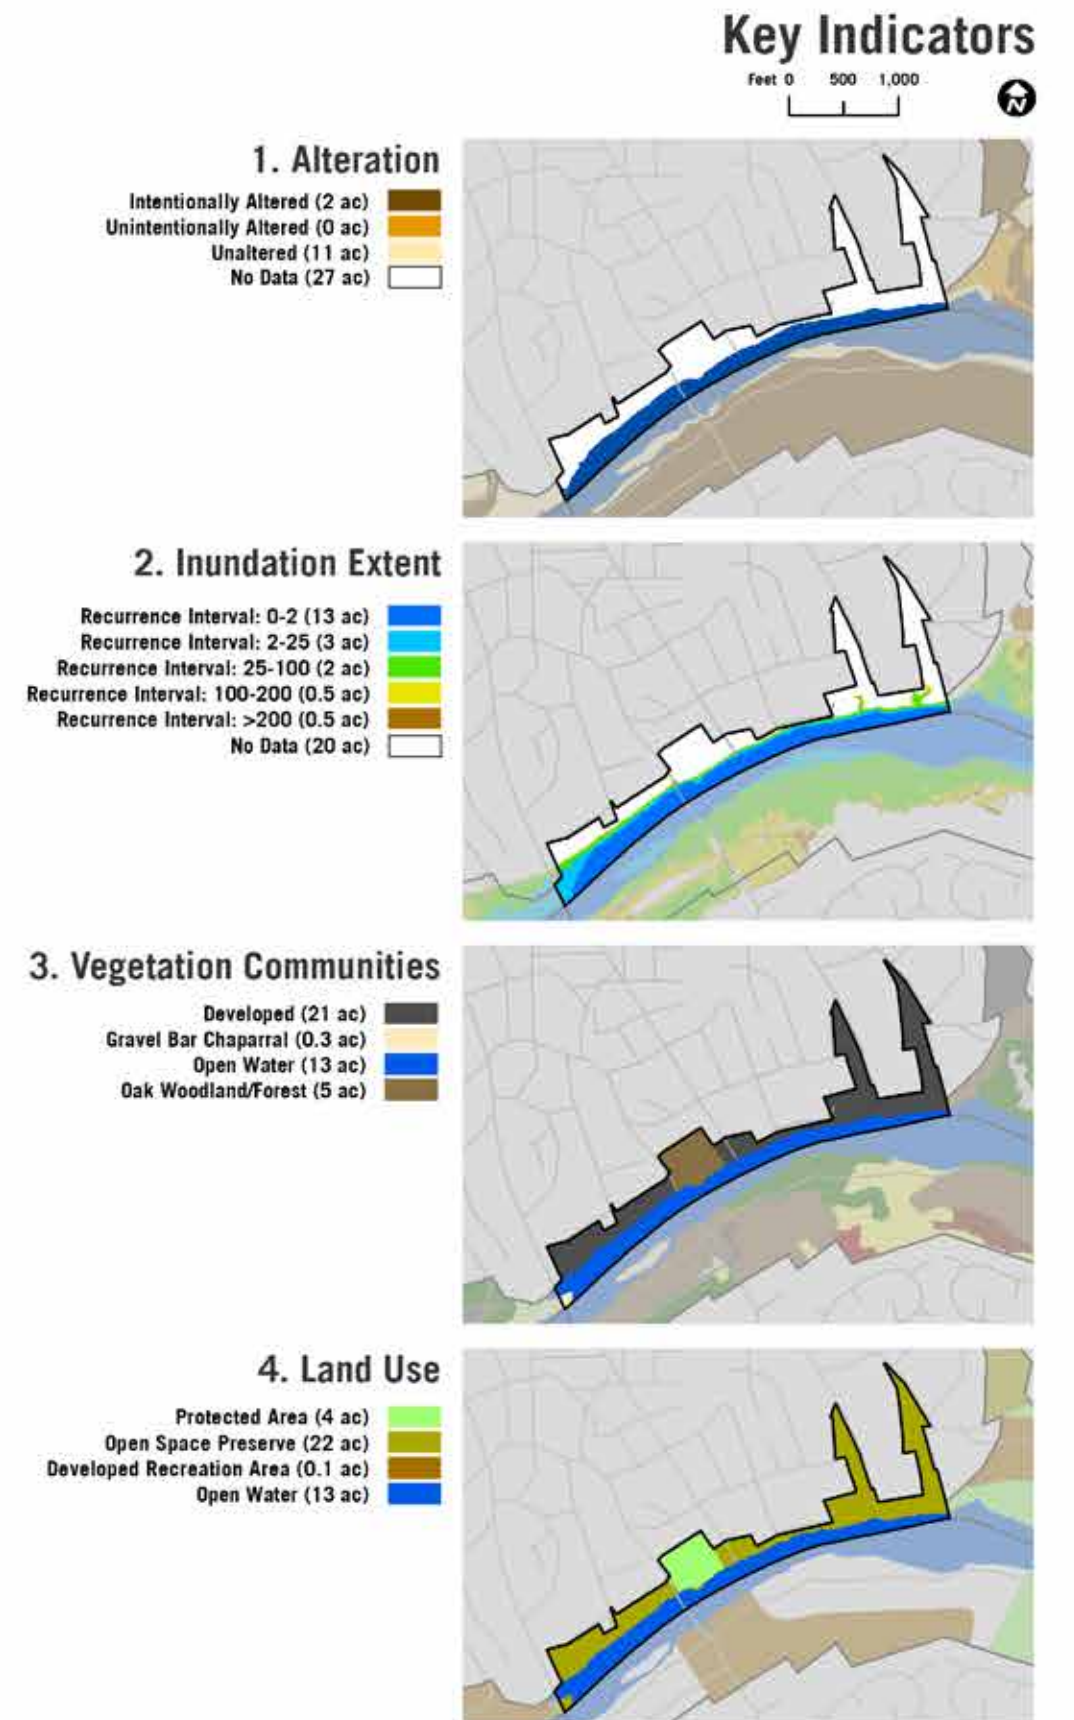 Key Indicators
Feet 0 500 1,000
N
1. Alteration
Intentionally Altered (2 ac)
Unintentionally Altered (0 ac)
Unaltered (11 ac)
No Data (27 ac)
2. Inundation Extent
Recurrence Interval: 0-2 (13 ac)
Recurrence Interval: 2-25 (3 ac)
Recurrence Interval: 25-100 (2 ac)
Recurrence Interval: 100-200 (0.5 ac)
Recurrence Interval: >200 (0.5 ac)
No Data (20 ac)
3. Vegetation Communities
Developed (21 ac)
Gravel Bar Chaparral (0.3 ac)
Open Water (13 ac)
Oak Woodland/Forest (5 ac)
4. Land Use
Protected Area (4 ac)
Open Space Preserve (22 ac)
Developed Recreation Area (0.1 ac)
Open Water (13 ac)